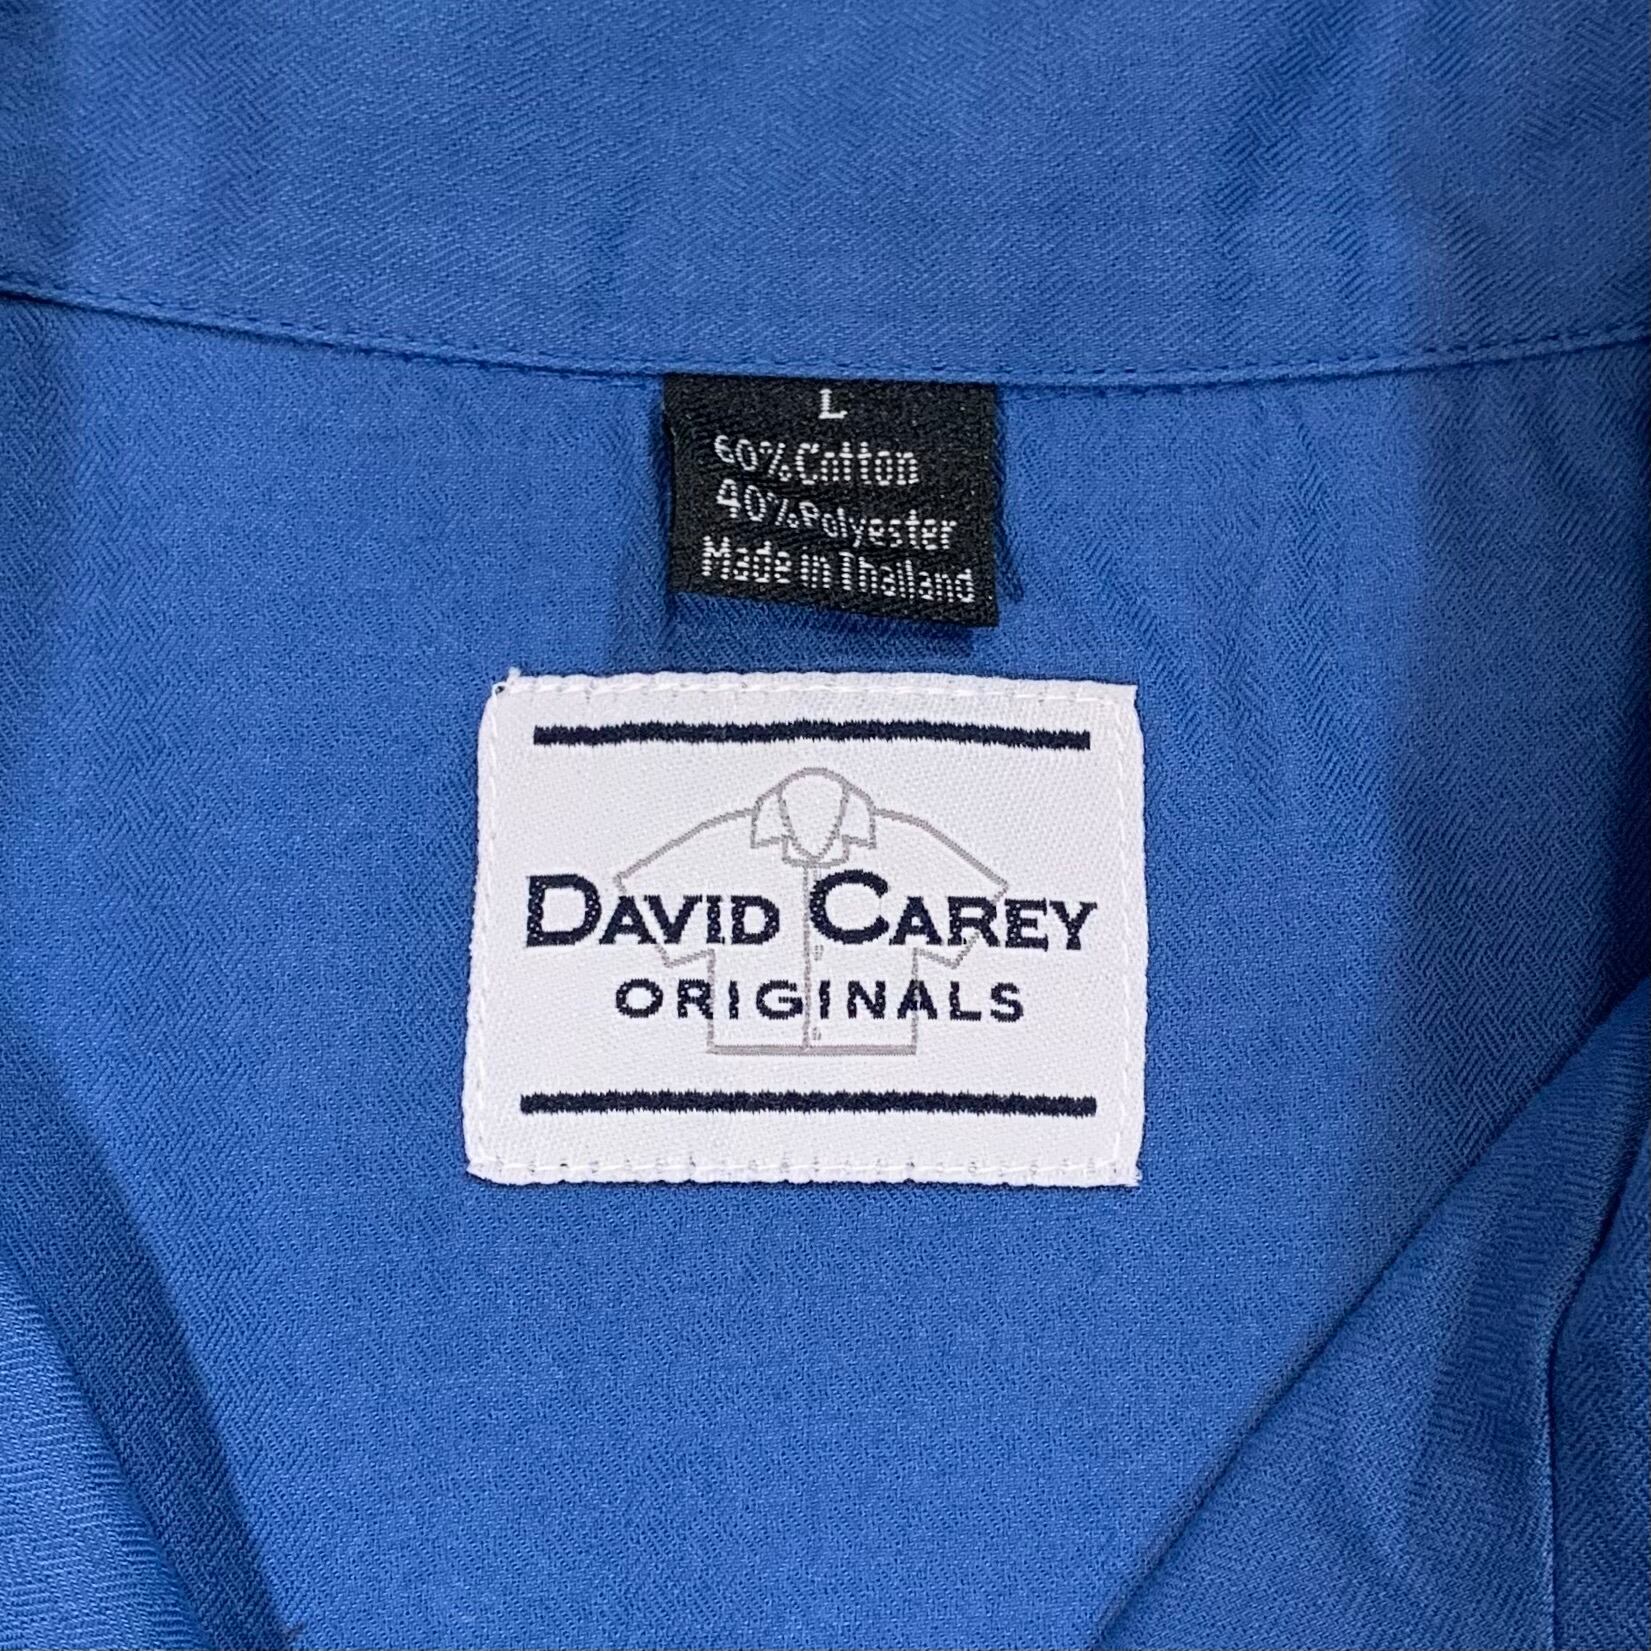 L
60% Cotton
40% Polyester
Made in Thailand
DAVID CAREY
ORIGINALS